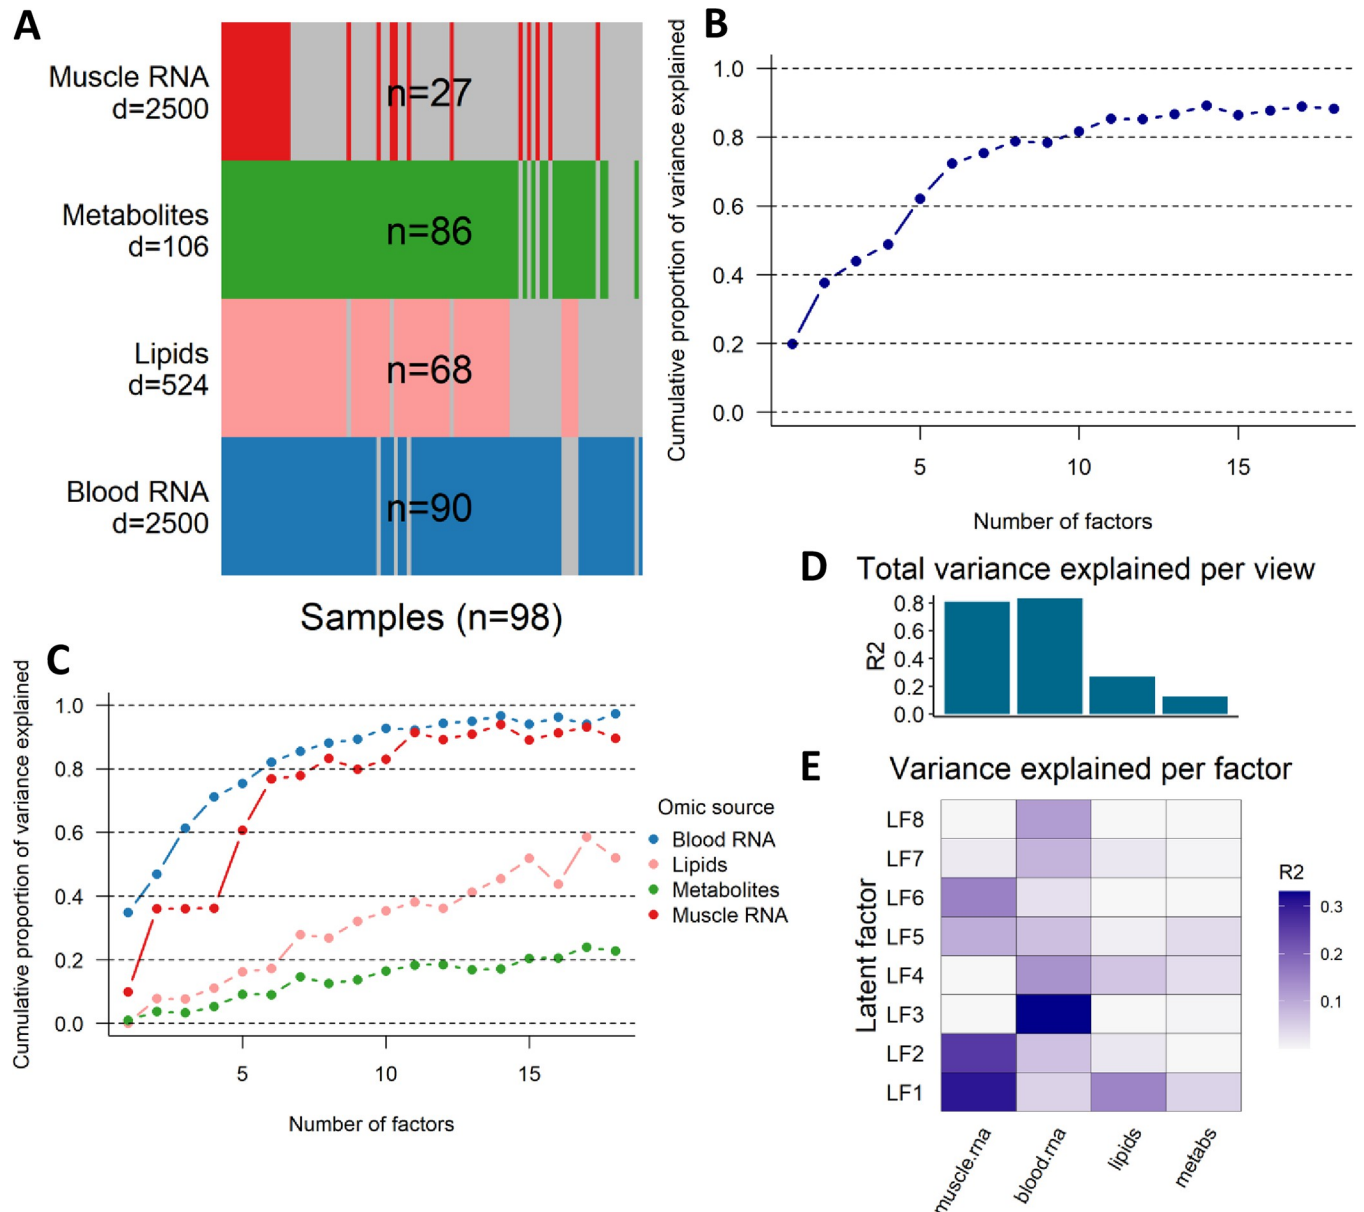 A
Muscle RNA
d=2500
n=27
Metabolites
d=106
n=86
Lipids
d=524
n=68
Blood RNA
d=2500
n=90
Samples (n=98)
B
Cumulative proportion of variance explained
1.0
0.8
0.6
0.4
0.2
0.0
5
10
15
Number of factors
C
Cumulative proportion of variance explained
1.0
0.8
0.6
0.4
0.2
0.0
5
10
15
Number of factors
Omic source
Blood RNA
Lipids
Metabolites
Muscle RNA
D
Total variance explained per view
R2
0.8
0.6
0.4
0.2
0.0
E
Variance explained per factor
Latent factor
LF8
LF7
LF6
LF5
LF4
LF3
LF2
LF1
muscle.rna
blood.rna
lipids
metabs
R2
0.3
0.2
0.1